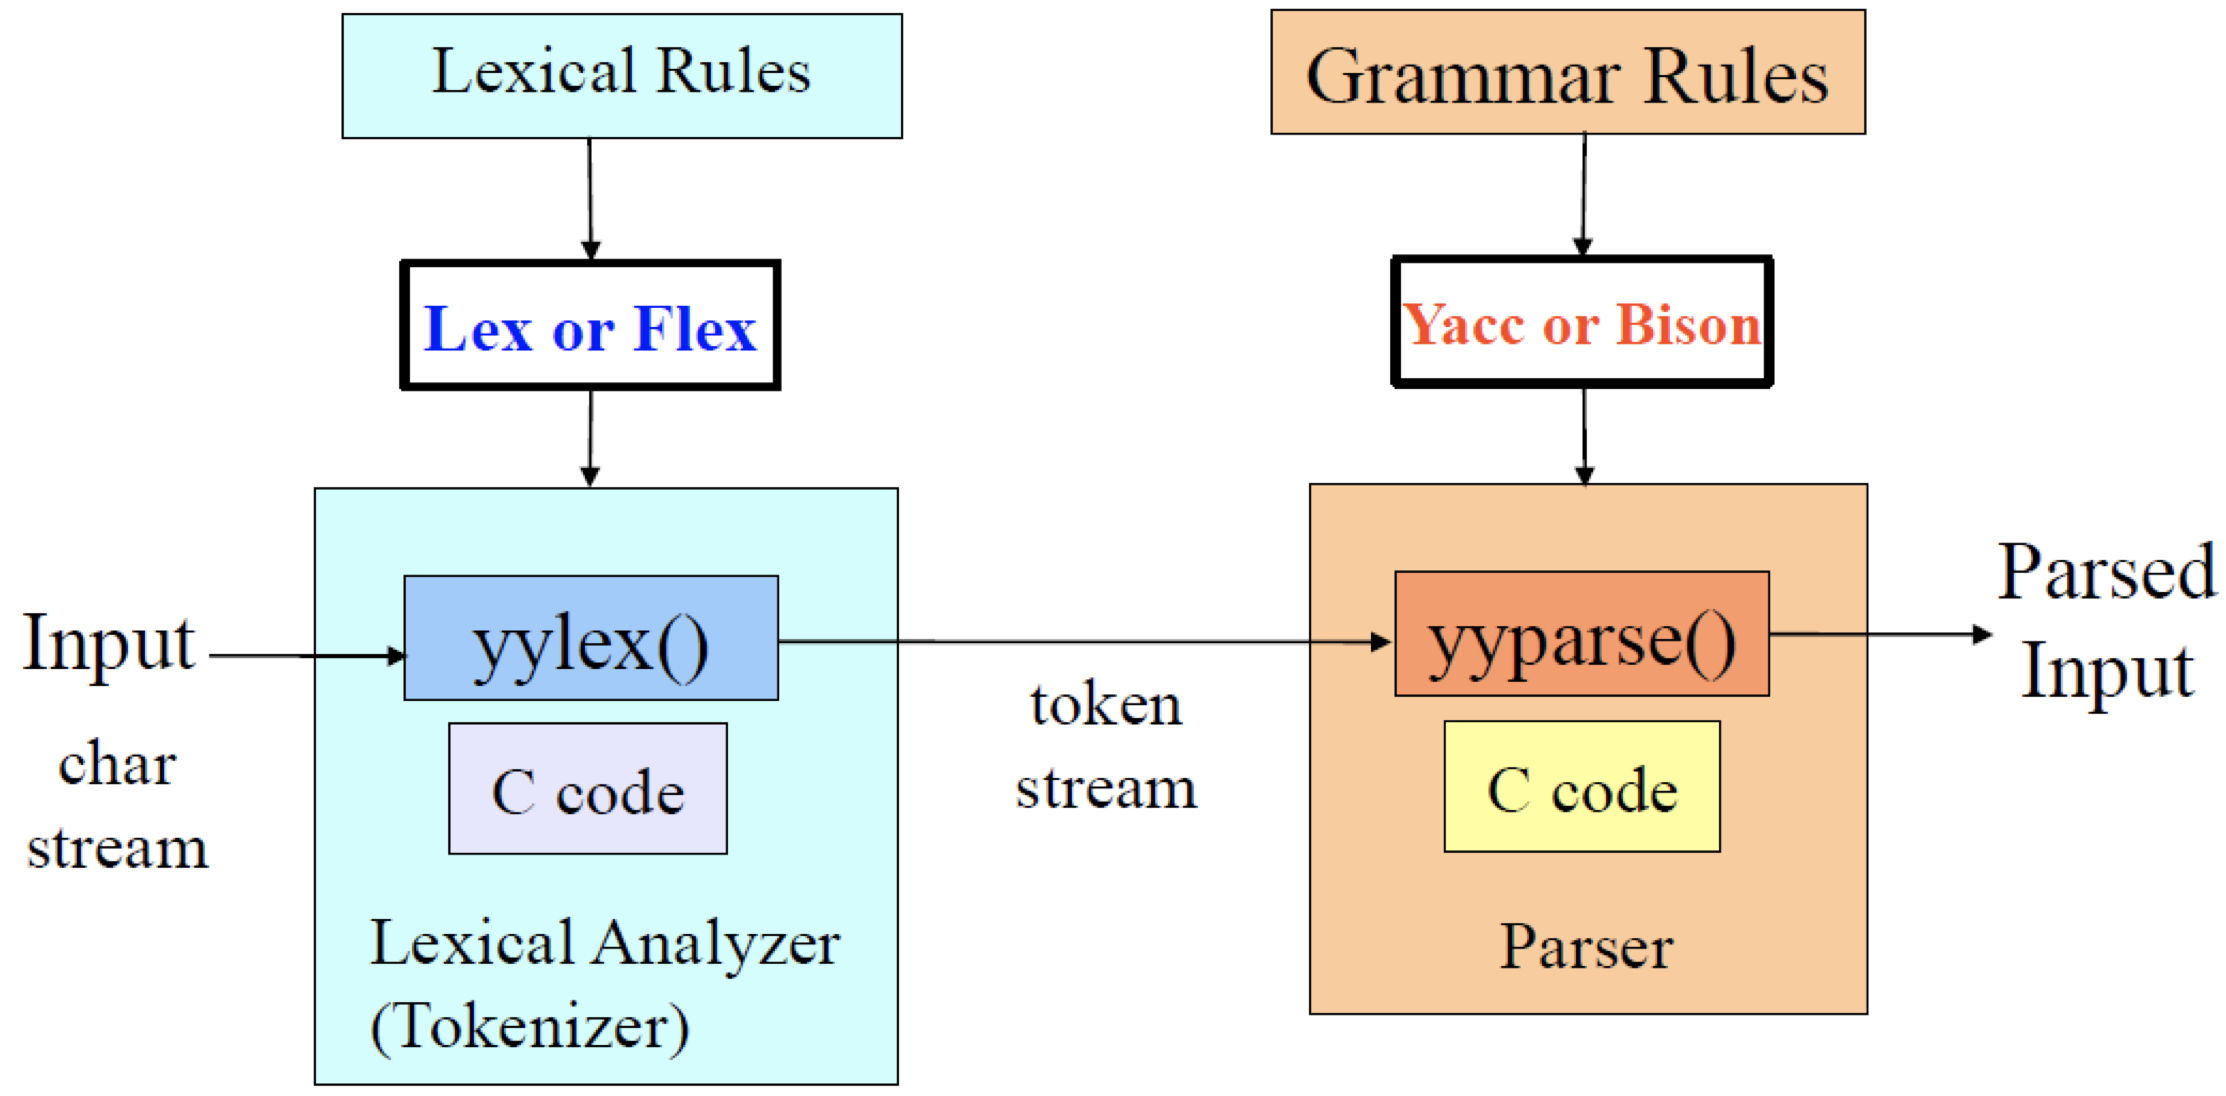 Lexical Rules
Grammar Rules
Lex or Flex
Yacc or Bison
Input
char
stream
yylex()
C code
Lexical Analyzer
(Tokenizer)
token
stream
yyparse()
C code
Parser
Parsed
Input